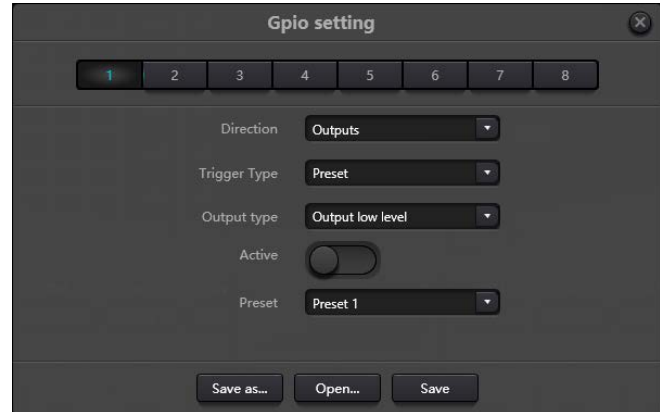 Gpio setting
1 2 3 4 5 6 7 8
Direction Outputs
Trigger Type Preset
Output type Output low level
Active
Preset Preset 1
Save as... Open... Save